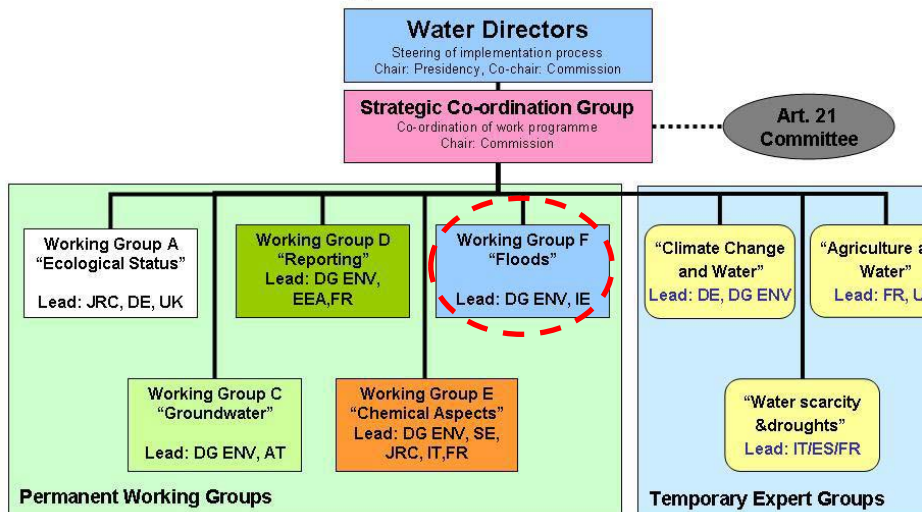 Water Directors
Steering of implementation process
Chair: Presidency, Co-chair: Commission
Strategic Co-ordination Group
Co-ordination of work programme
Chair: Commission
Art. 21
Committee
Working Group A
“Ecological Status”
Lead: JRC, DE, UK
Working Group D
“Reporting”
Lead: DG ENV,
EEA,FR
Working Group F
“Floods”
Lead: DG ENV, IE
“Climate Change
and Water”
Lead: DE, DG ENV
“Agriculture
Water”
Lead: FR,
Working Group C
“Groundwater”
Lead: DG ENV, AT
Working Group E
“Chemical Aspects”
Lead: DG ENV, SE,
JRC, IT,FR
“Water scarcity
&droughts”
Lead: IT/ES/FR
Permanent Working Groups
Temporary Expert Groups